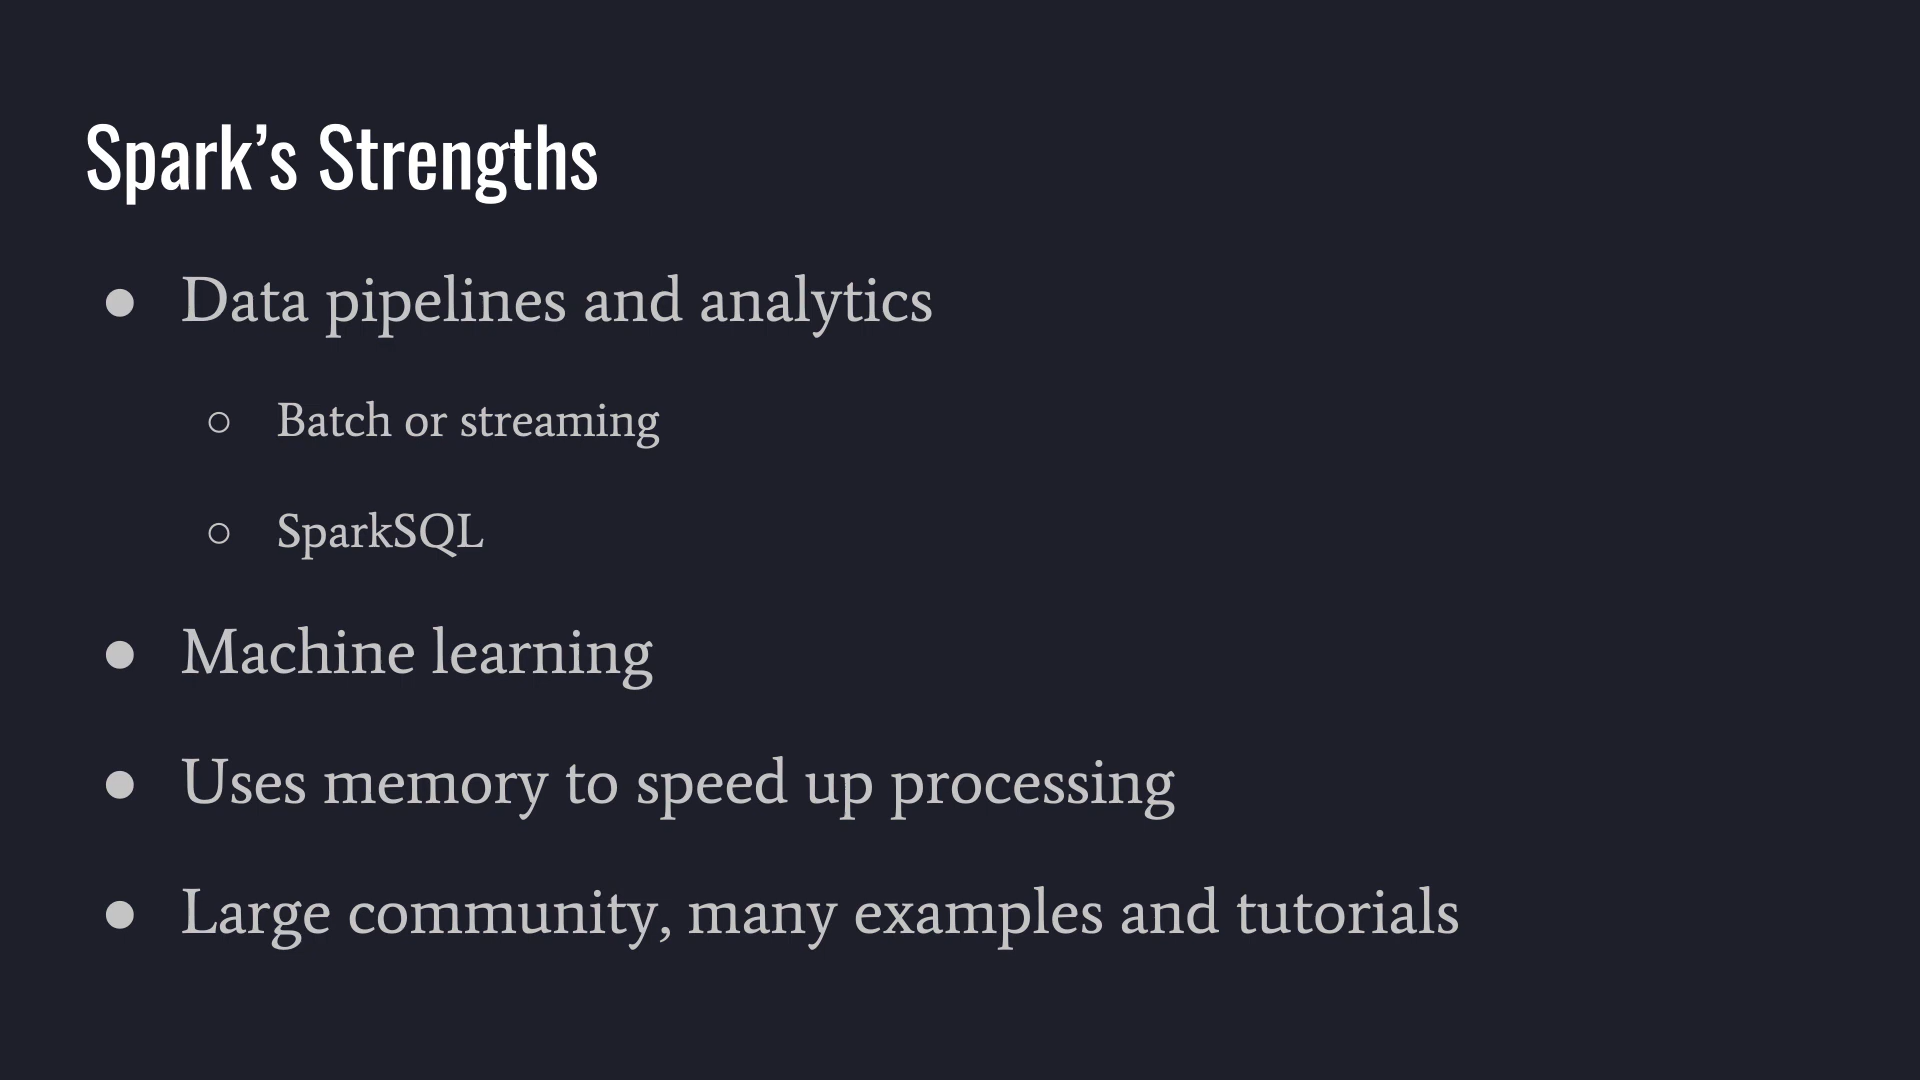 Spark’s Strengths
● Data pipelines and analytics
○ Batch or streaming
○ SparkSQL
● Machine learning
● Uses memory to speed up processing
● Large community, many examples and tutorials